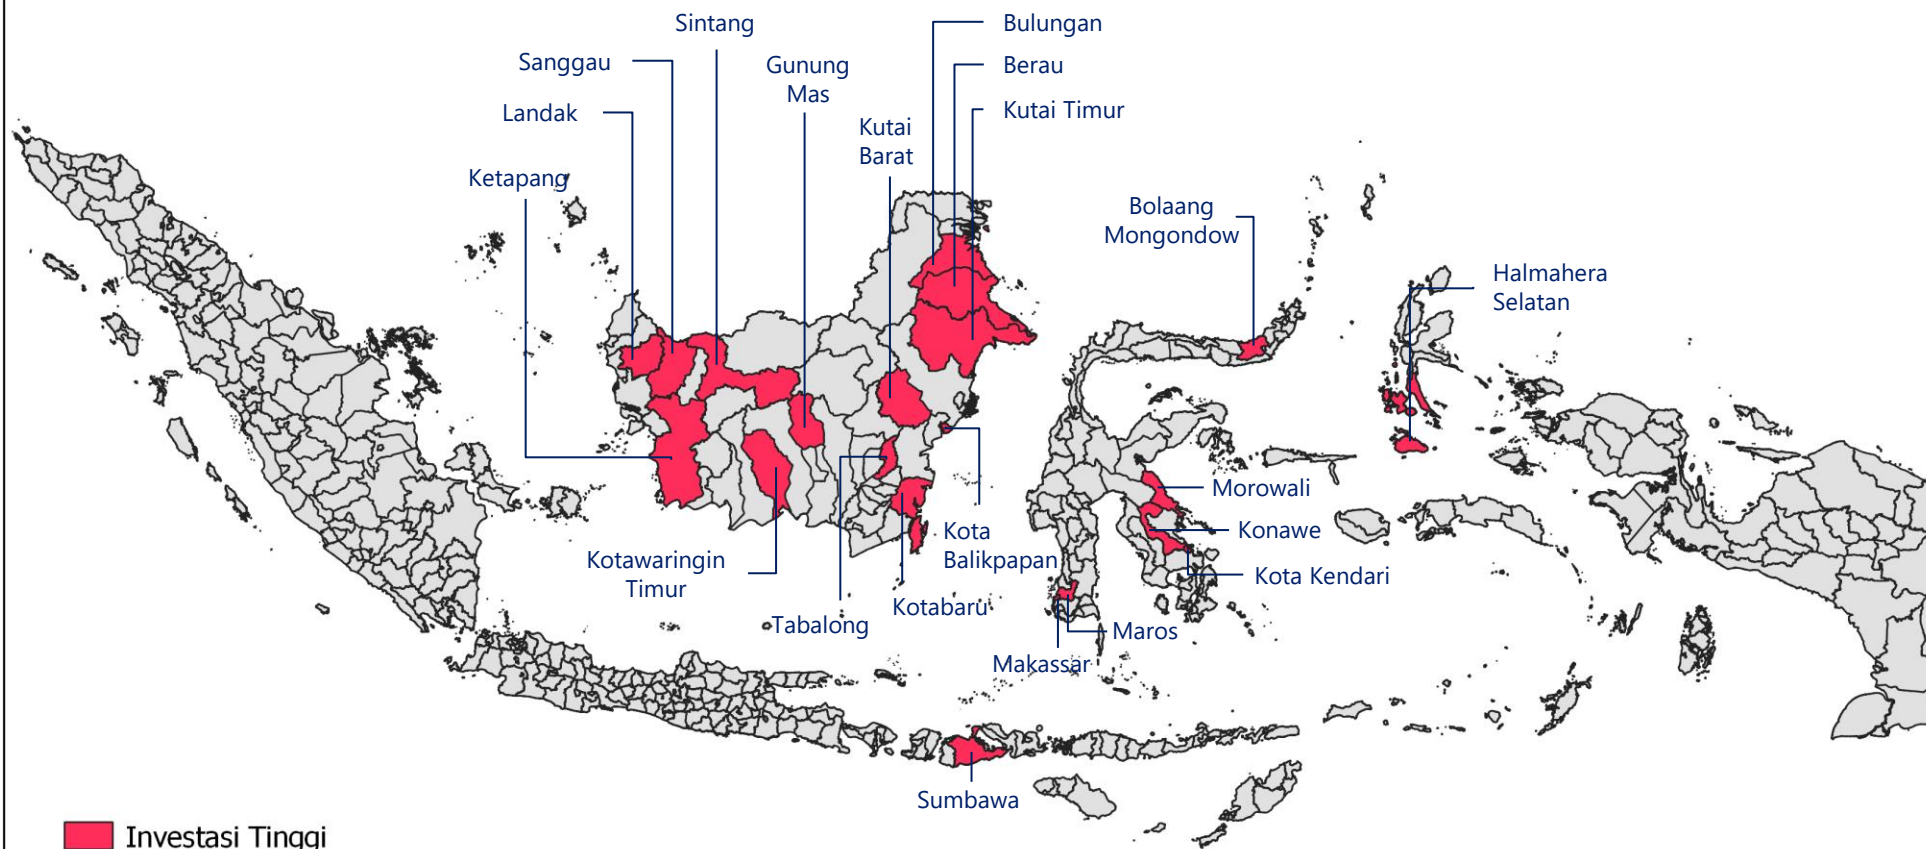 Sintang
Bulungan
Sanggau
Gunung
Mas
Berau
Landak
Kutai Timur
Kutai
Barat
Ketapang
Bolaang
Mongondow
Halmahera
Selatan
Morowali
Konawe
Kota
Balikpapan
Kotawaringin
Timur
Kota Kendari
Kotabaru
Tabalong
Maros
Makassar
Sumbawa
Investasi Tinggi